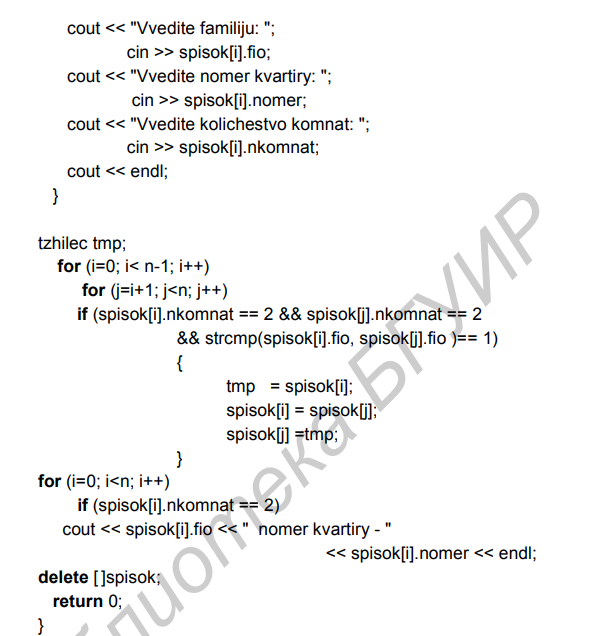 cout << "Vvedite familiju: ";
cin >> spisok[i].fio;
cout << "Vvedite nomer kvartiry: ";
cin >> spisok[i].nomer;
cout << "Vvedite kolichestvo komnat: ";
cin >> spisok[i].nkomnat;
cout << endl;
}
tzhilec tmp;
for (i=0; i< n-1; i++)
for (j=i+1; j<n; j++)
if (spisok[i].nkomnat == 2 && spisok[j].nkomnat == 2
&& strcmp(spisok[i].fio, spisok[j].fio )== 1)
{
tmp = spisok[i];
spisok[i] = spisok[j];
spisok[j] =tmp;
}
for (i=0; i<n; i++)
if (spisok[i].nkomnat == 2)
cout << spisok[i].fio << " nomer kvartiry - "
<< spisok[i].nomer << endl;
delete [ ]spisok;
return 0;
}
блиотека БГУИР